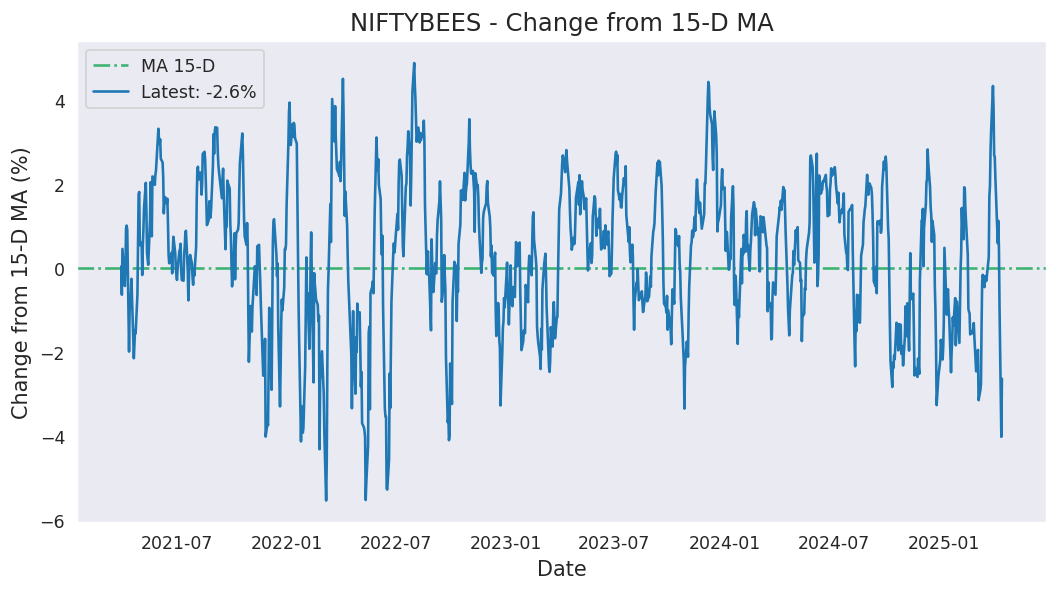 NIFTYBEES - Change from 15-D MA
MA 15-D
Latest: -2.6%
Change from 15-D MA (%)
4
2
0
−2
−4
−6
2021-07 2022-01 2022-07 2023-01 2023-07 2024-01 2024-07 2025-01
Date